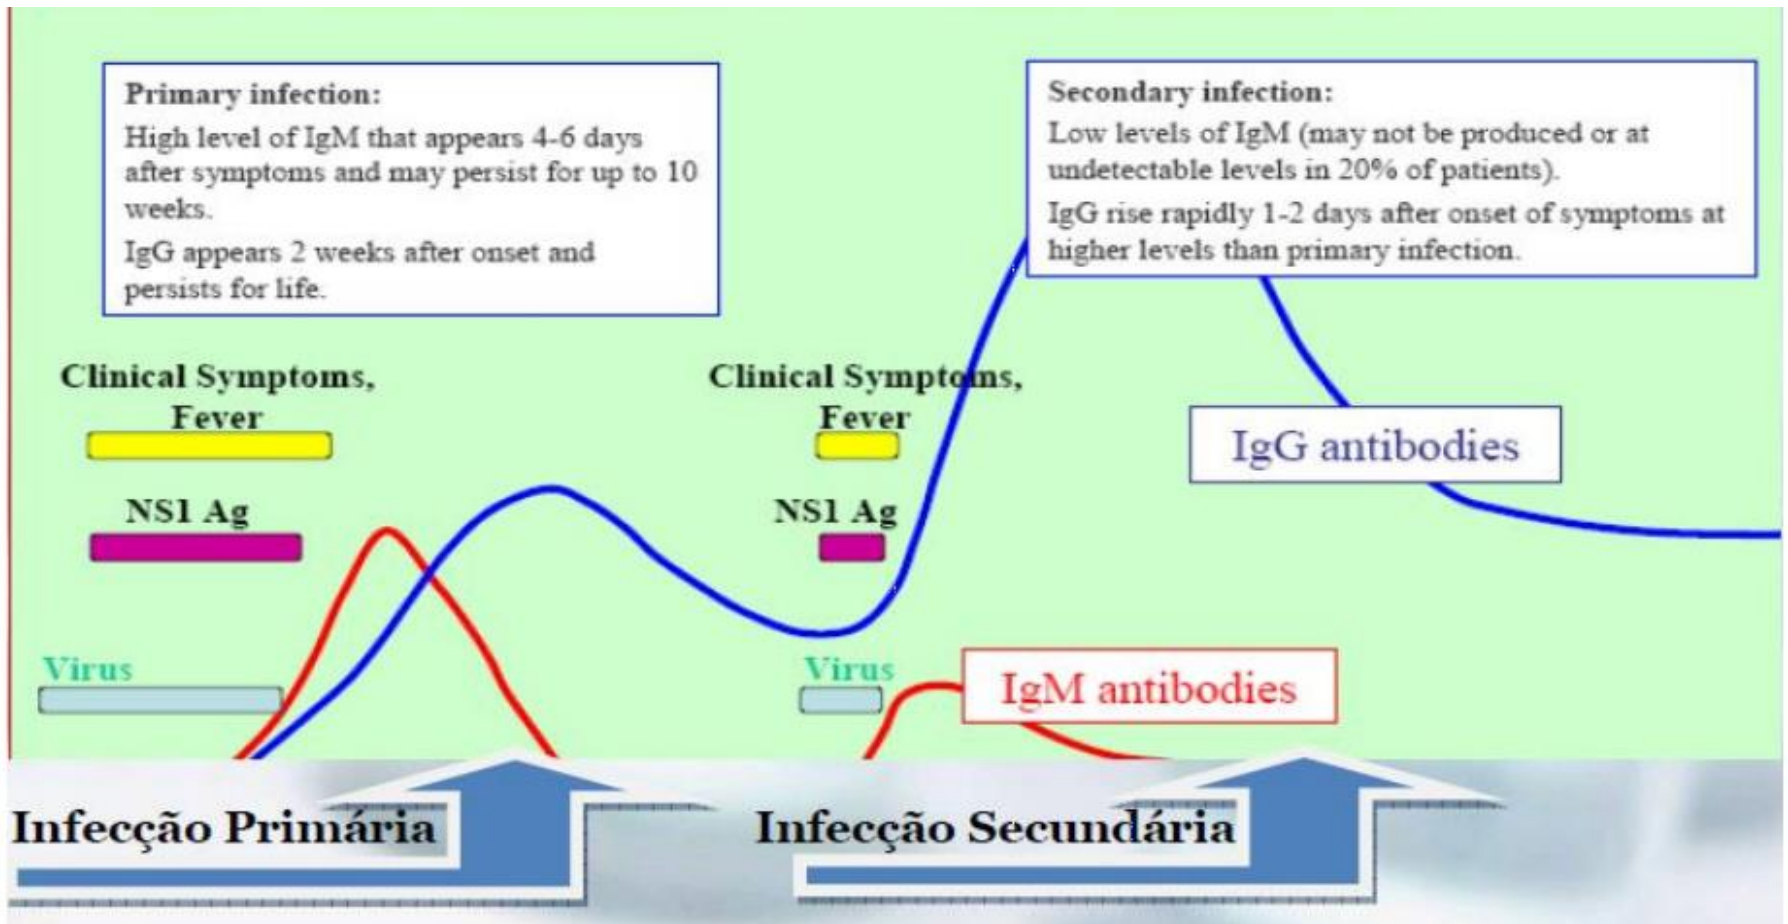 Primary infection:
High level of IgM that appears 4-6 days
after symptoms and may persist for up to 10
weeks.
IgG appears 2 weeks after onset and
persists for life.
Secondary infection:
Low levels of IgM (may not be produced or at
undetectable levels in 20% of patients).
IgG rise rapidly 1-2 days after onset of symptoms at
higher levels than primary infection.
Clinical Symptoms,
Fever
NS1 Ag
Virus
Clinical Symptoms,
Fever
NS1 Ag
Virus
IgG antibodies
IgM antibodies
Infecção Primária
Infecção Secundária